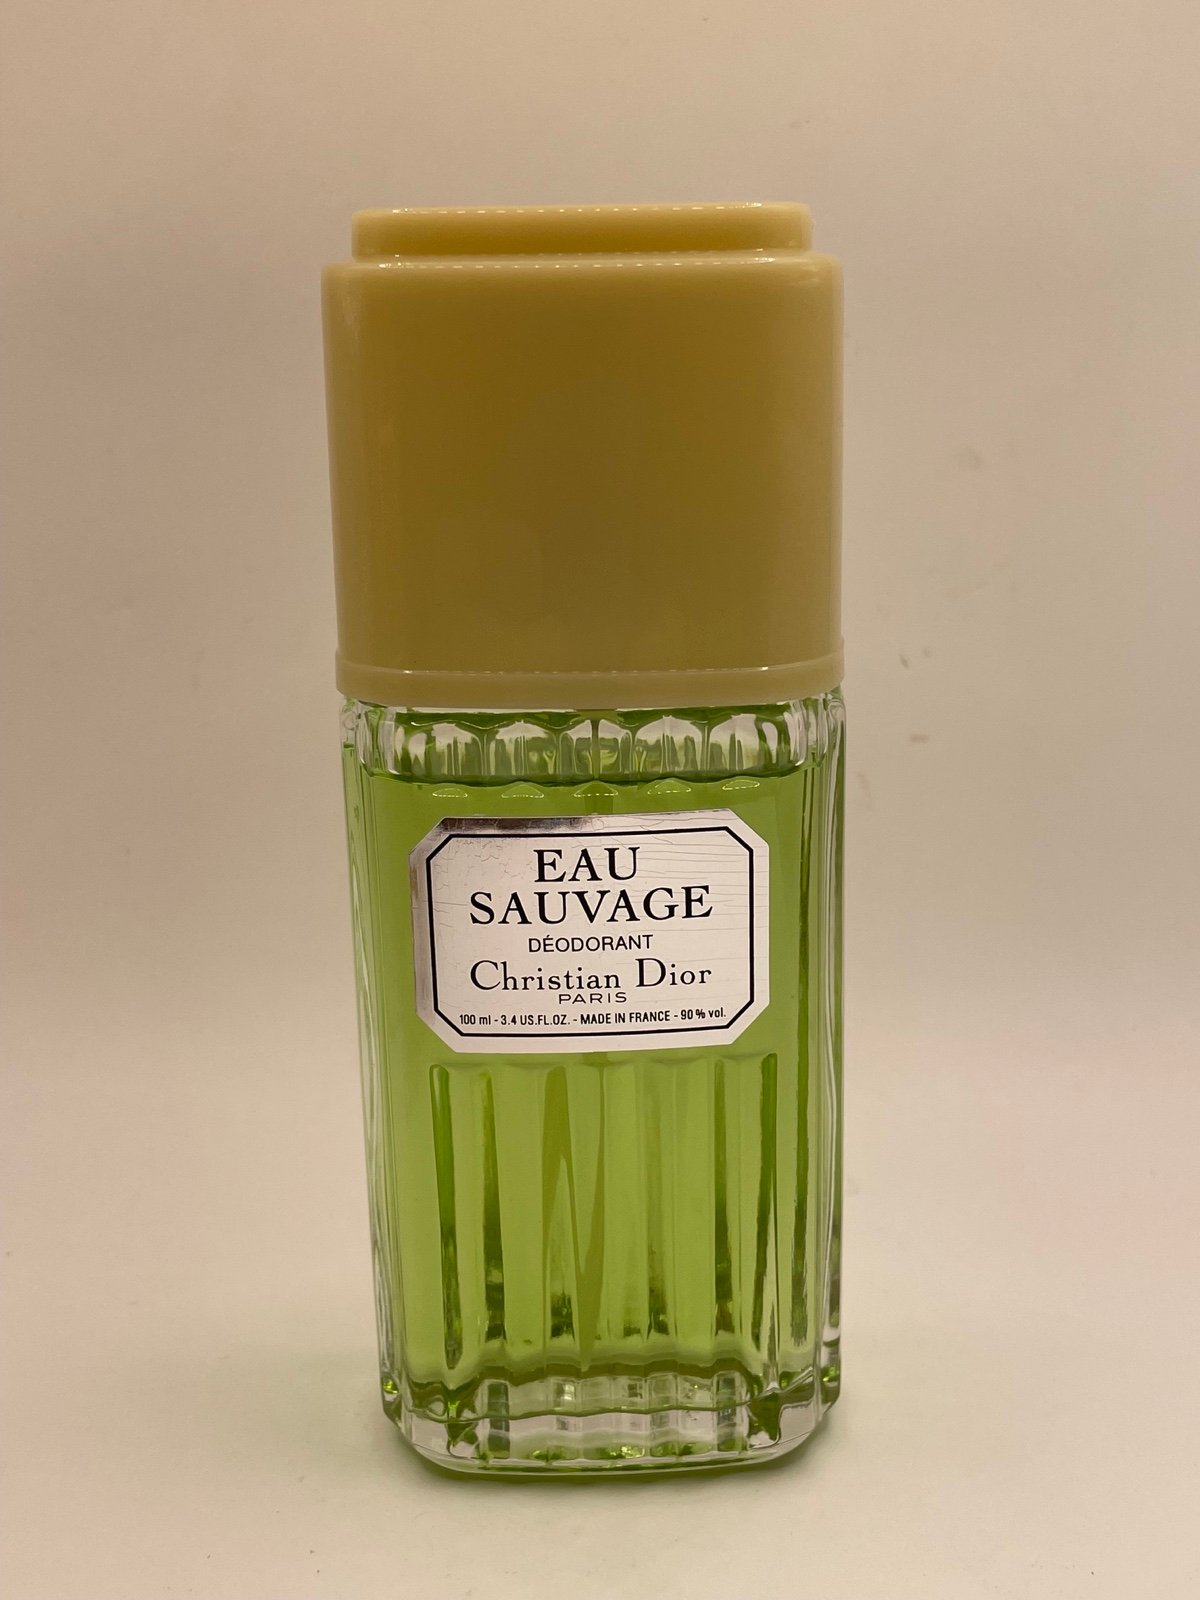 EAU
SAUVAGE
DÉODORANT
Christian Dior
PARIS
100 ml - 3.4 US.FL.OZ. - MADE IN FRANCE - 90% vol.